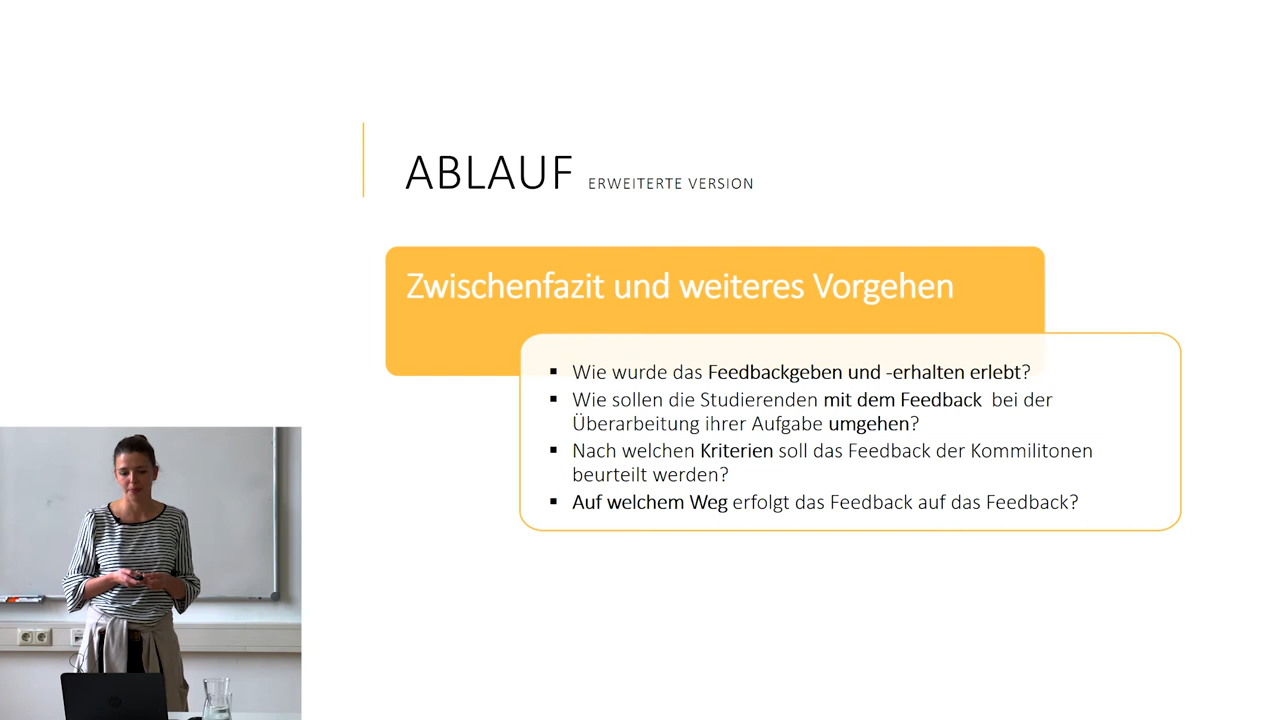 ABLAUF ERWEITERTE VERSION
Zwischenfazit und weiteres Vorgehen
▪ Wie wurde das Feedbackgeben und -erhalten erlebt?
▪ Wie sollen die Studierenden mit dem Feedback bei der
Überarbeitung ihrer Aufgabe umgehen?
▪ Nach welchen Kriterien soll das Feedback der Kommilitonen
beurteilt werden?
▪ Auf welchem Weg erfolgt das Feedback auf das Feedback?